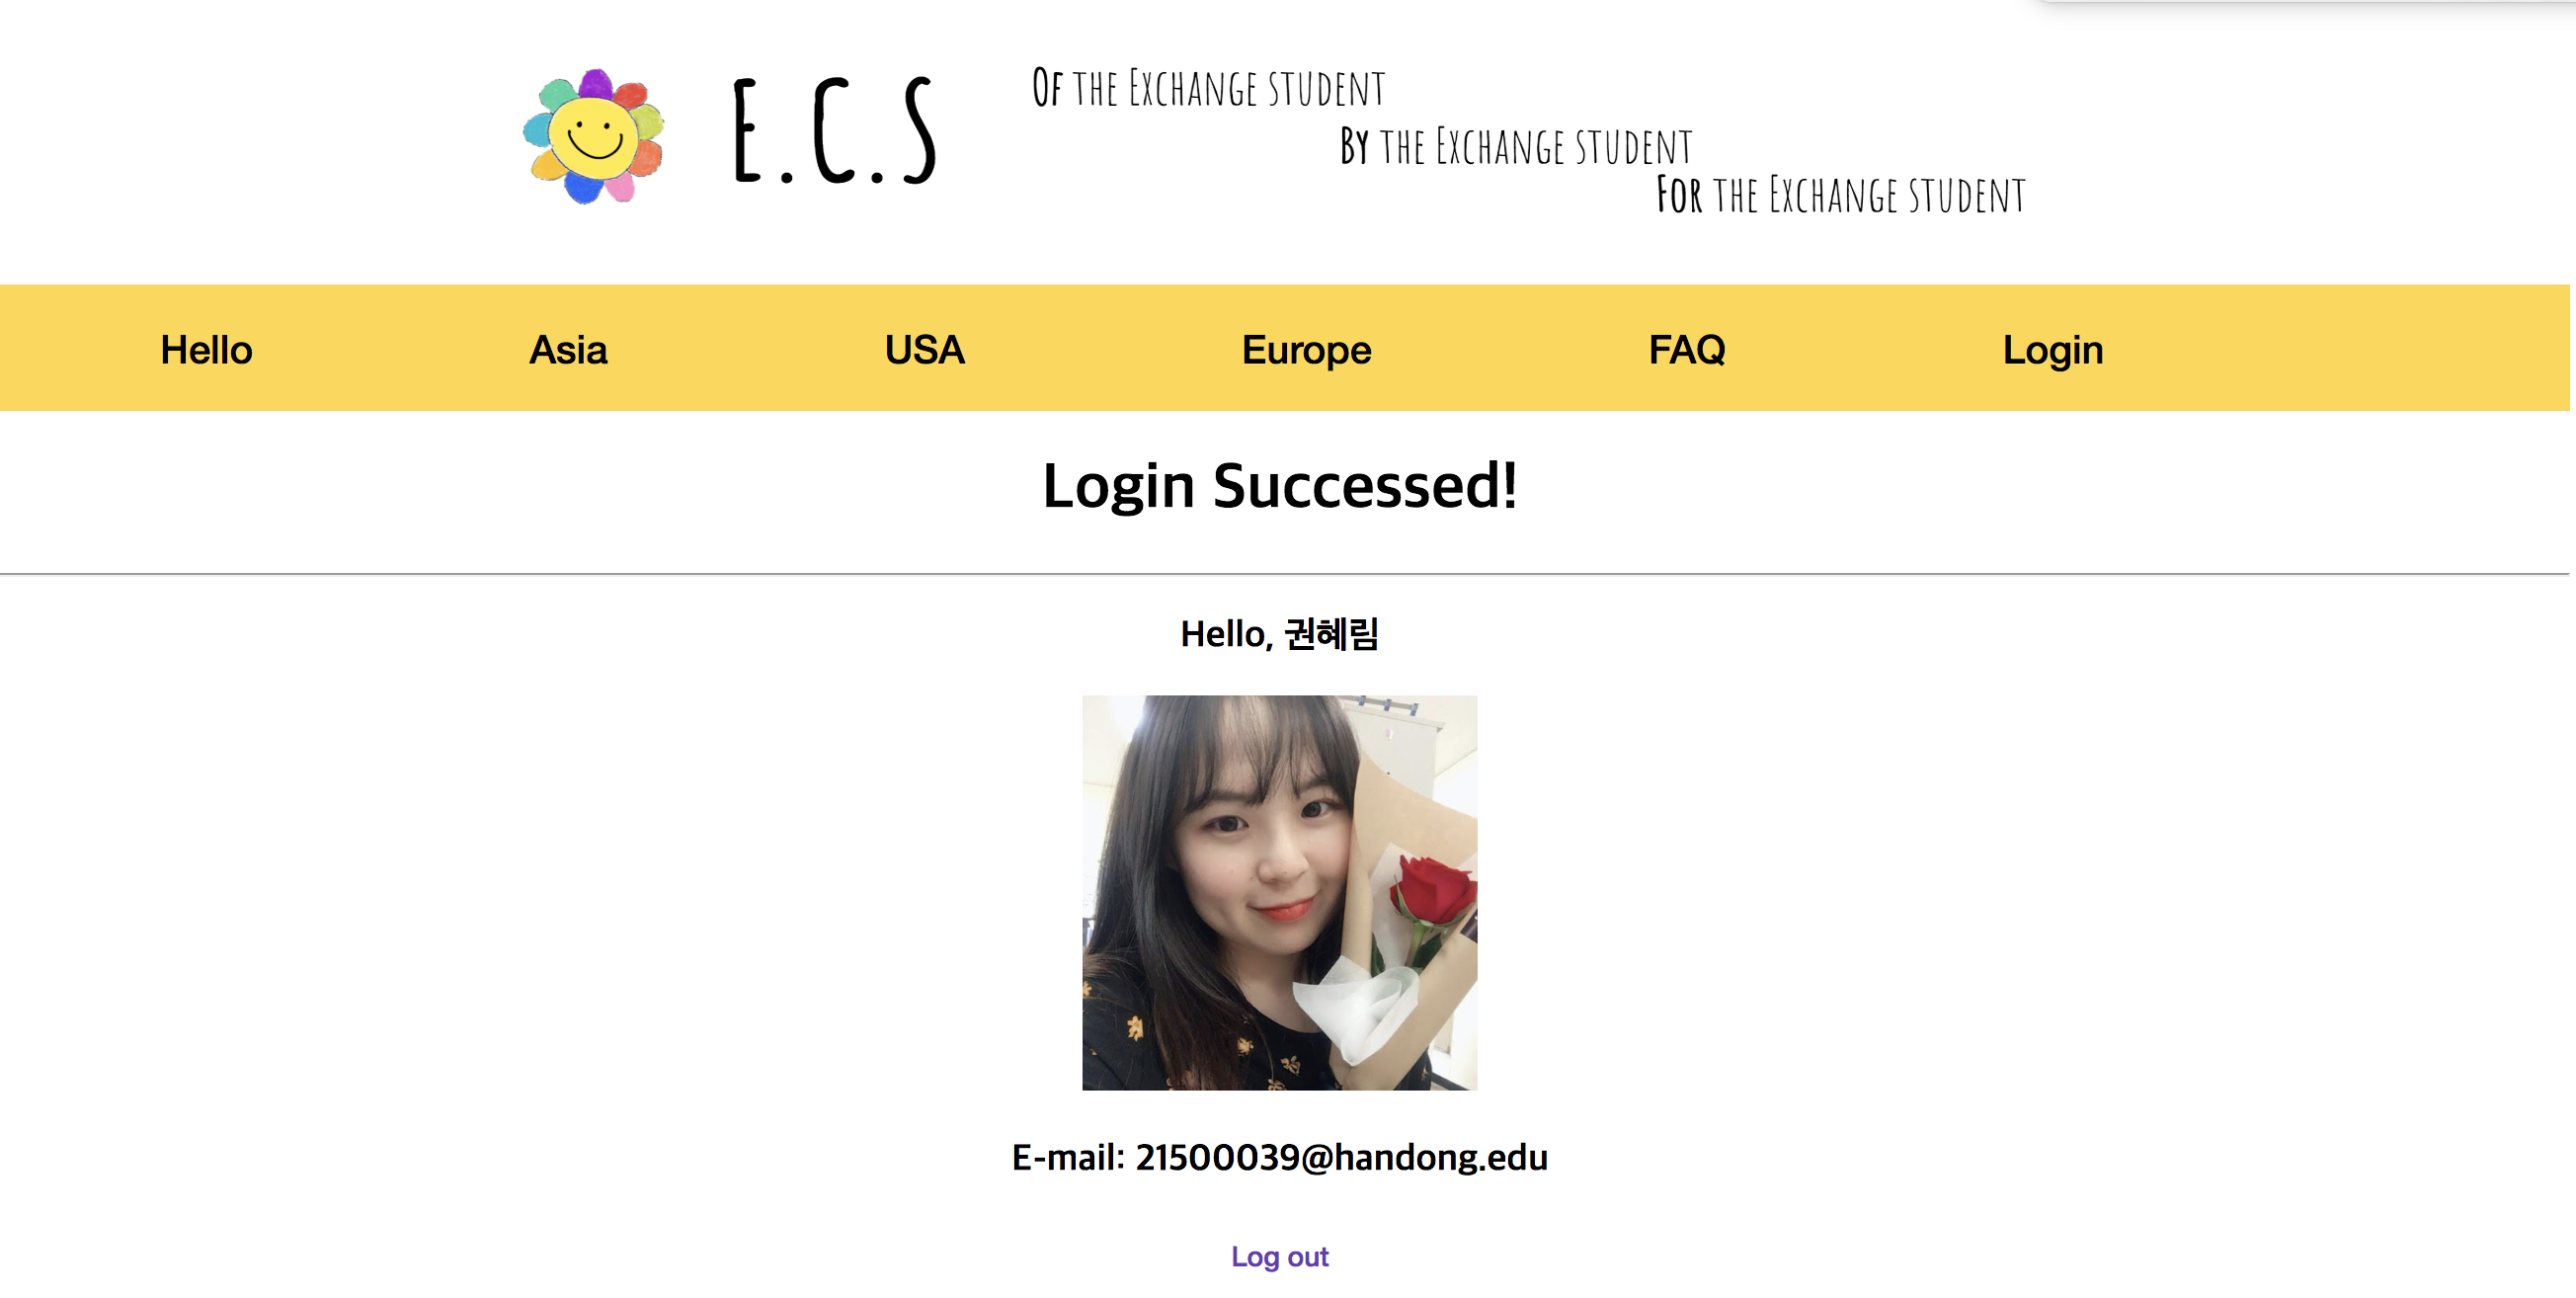 E.C.S
Of the Exchange student
By the Exchange student
For the Exchange student
Hello Asia USA Europe FAQ Login
Login Successed!
Hello, 권혜림
E-mail: 21500039@handong.edu
Log out